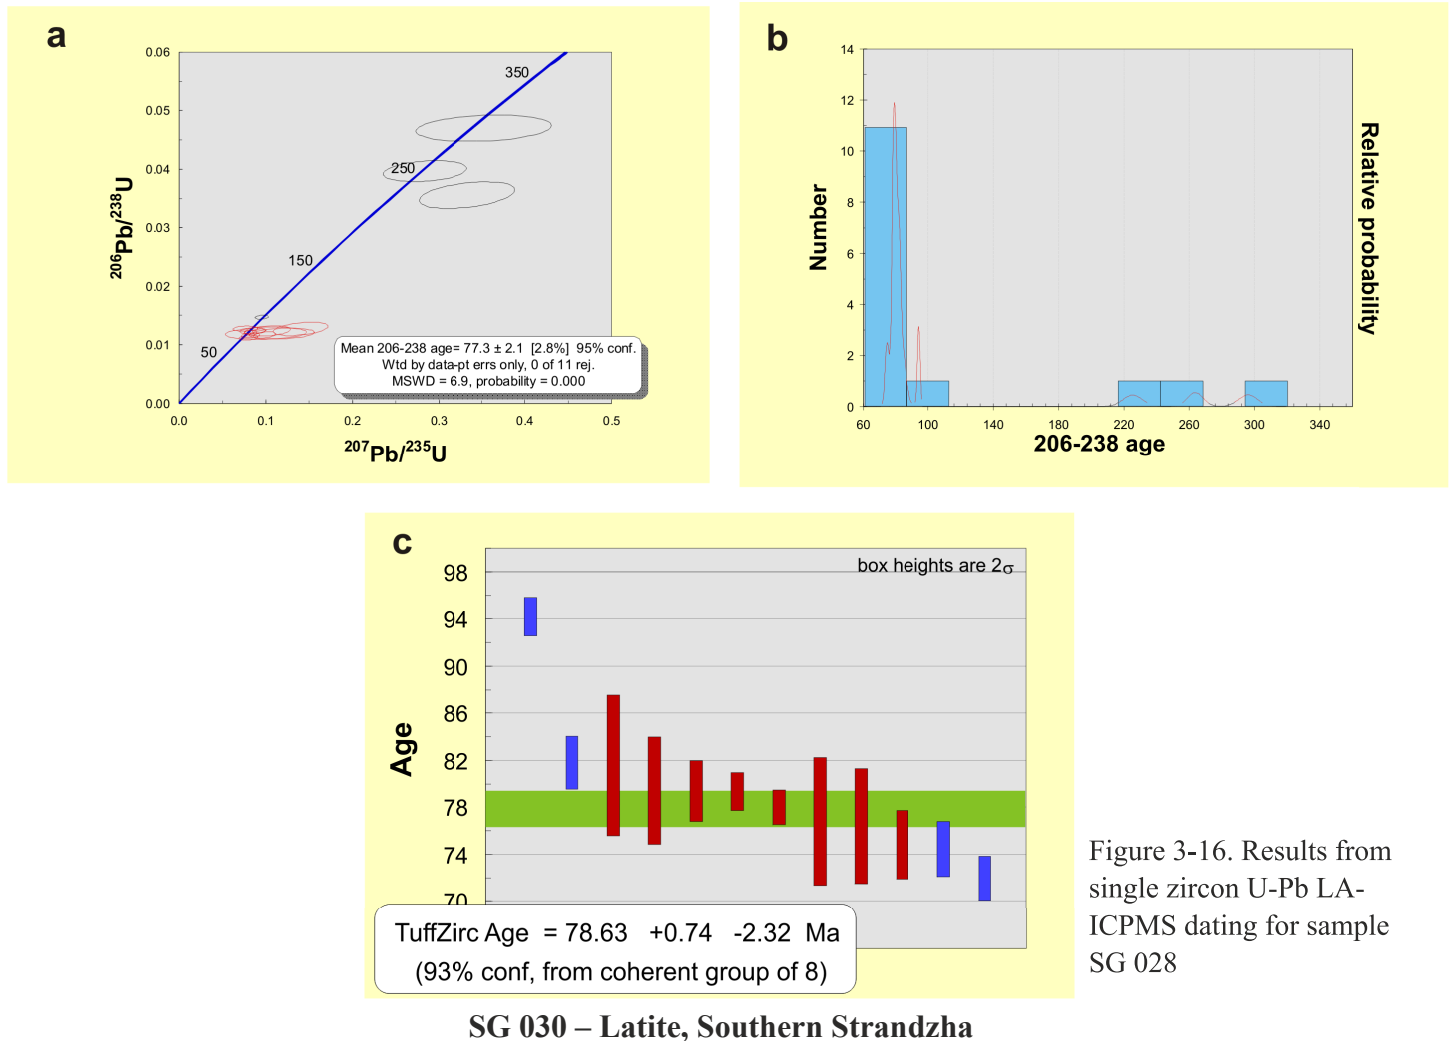 a
0.06
0.05
0.04
0.03
0.02
0.01
0.00
0.0 0.1 0.2 0.3 0.4 0.5
350
250
150
50
206Pb/238U
207Pb/235U
Mean 206-238 age= 77.3 ± 2.1 [2.8%] 95% conf.
Wtd by data-pt errs only, 0 of 11 rej.
MSWD = 6.9, probability = 0.000
b
14
12
10
8
6
4
2
0
60 100 140 180 220 260 300 340
Number
Relative probability
206-238 age
c
box heights are 2σ
98
94
90
86
82
78
74
70
Age
TuffZirc Age = 78.63 +0.74 -2.32 Ma
(93% conf, from coherent group of 8)
Figure 3-16. Results from
single zircon U-Pb LA-
ICPMS dating for sample
SG 028
SG 030 – Latite, Southern Strandzha